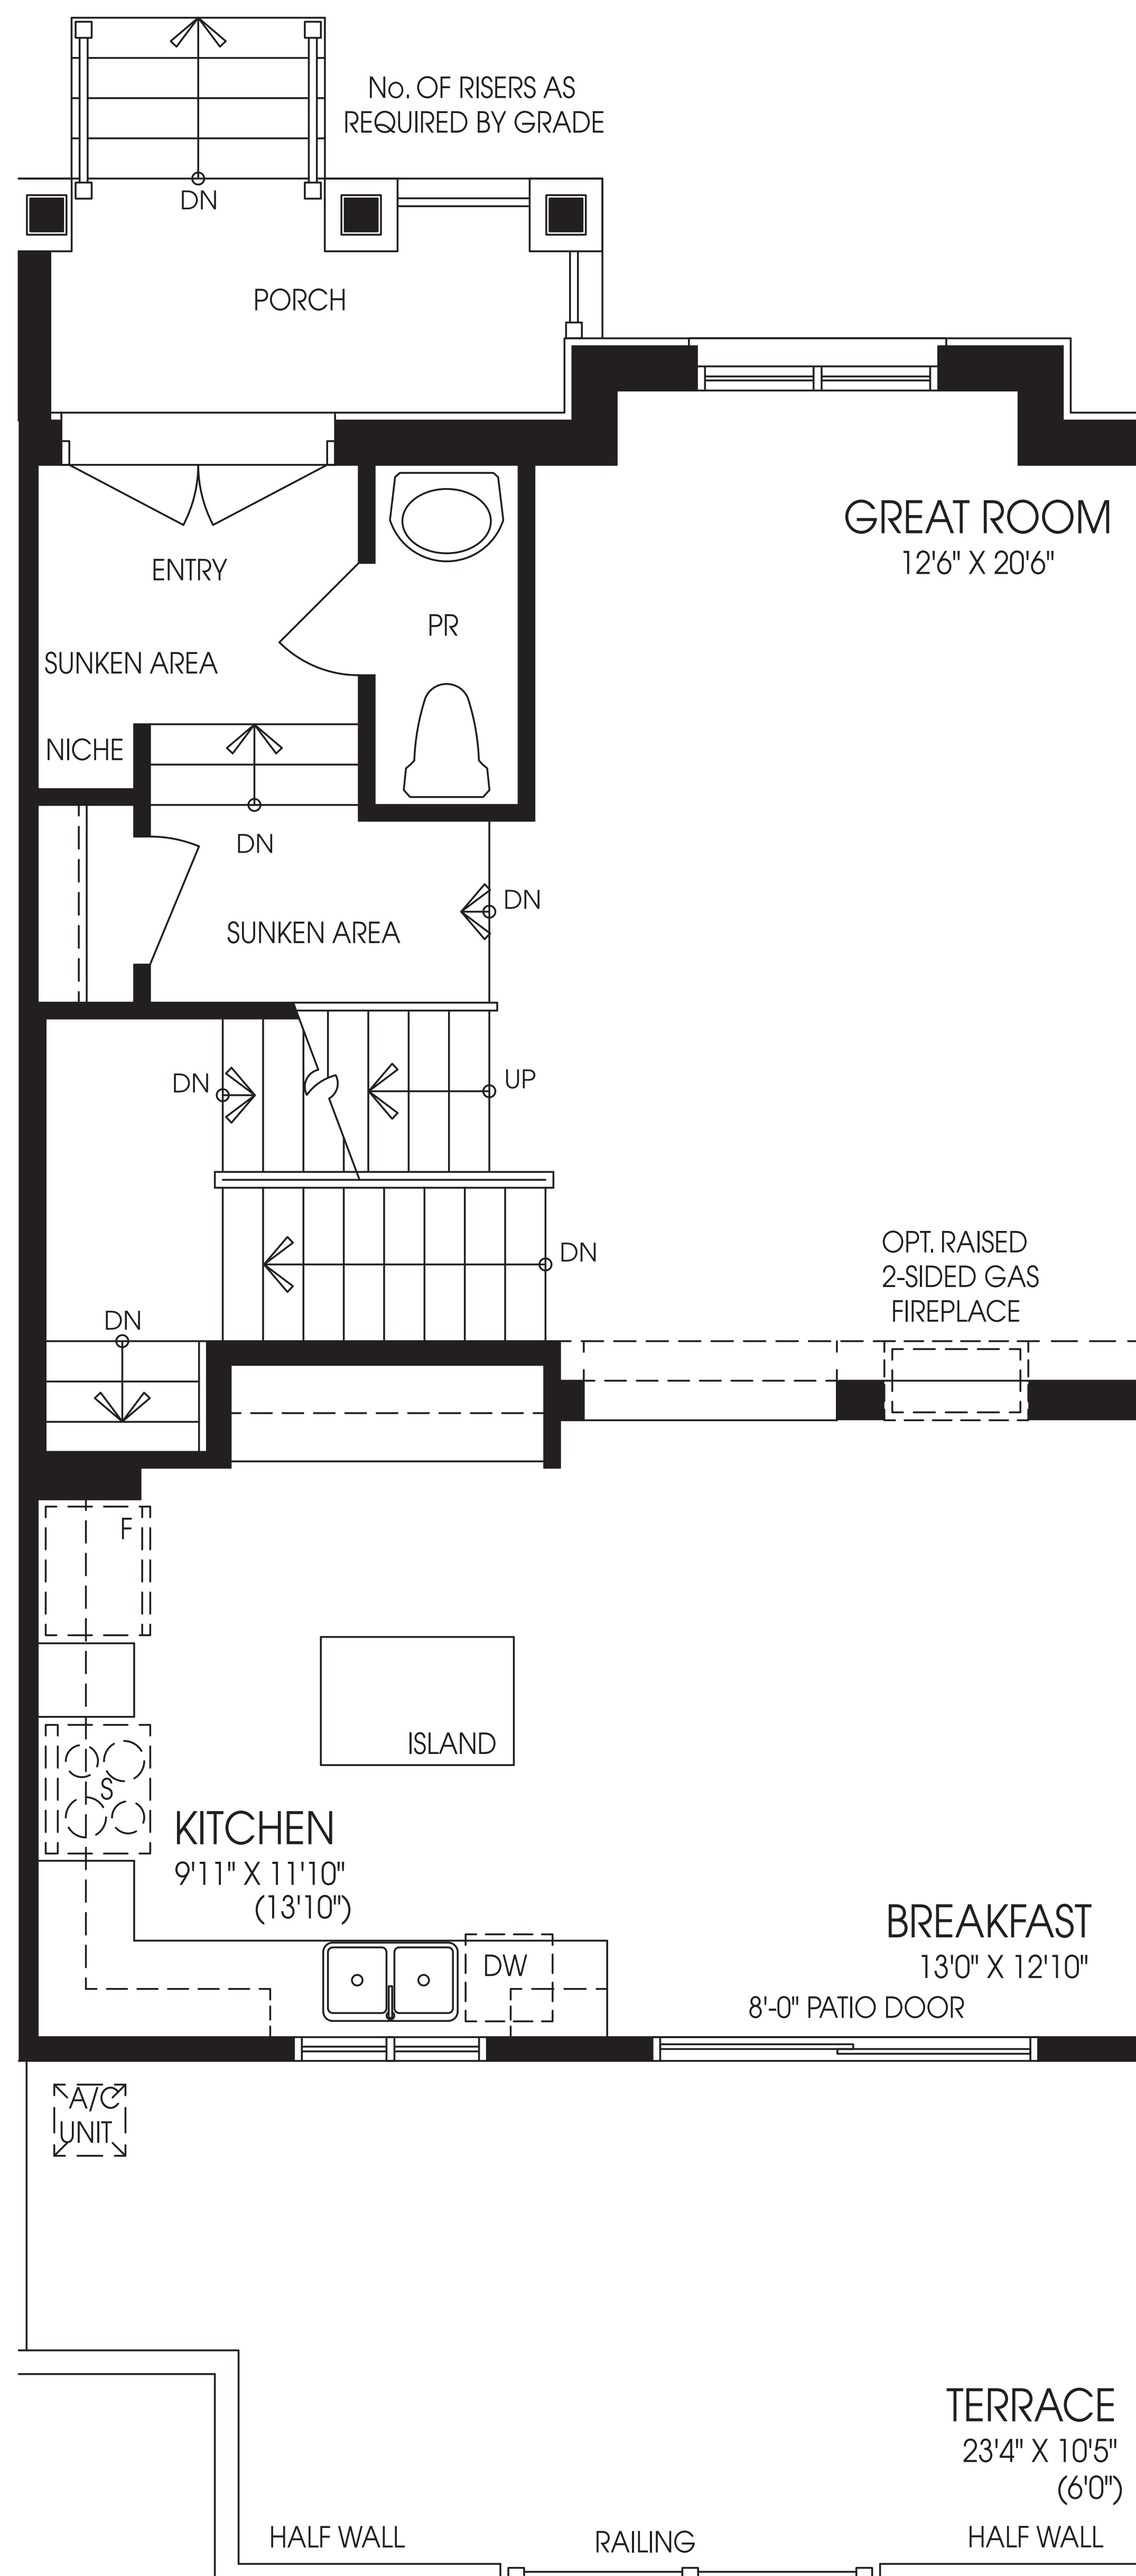 No. OF RISERS AS
REQUIRED BY GRADE
DN
PORCH
GREAT ROOM
12'6" X 20'6"
ENTRY
PR
SUNKEN AREA
NICHE
DN
DN
SUNKEN AREA
DN
UP
DN
OPT. RAISED
2-SIDED GAS
FIREPLACE
DN
F
ISLAND
S
KITCHEN
9'11" X 11'10"
(13'10")
BREAKFAST
13'0" X 12'10"
DW
8'-0" PATIO DOOR
A/C
UNIT
TERRACE
23'4" X 10'5"
(6'0")
HALF WALL
RAILING
HALF WALL